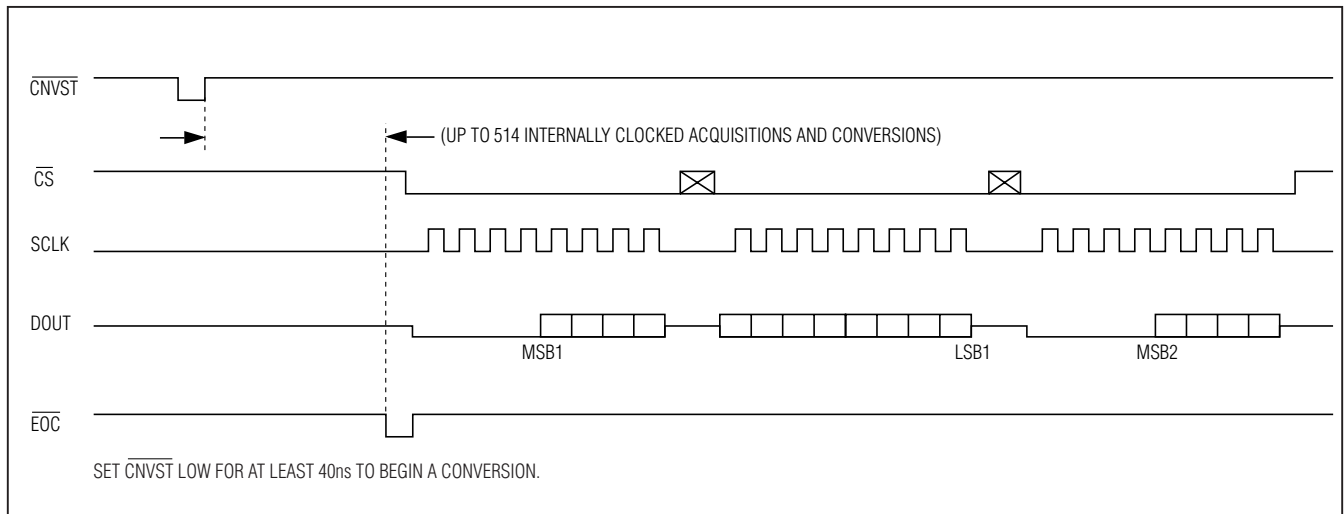 CNVST
(UP TO 514 INTERNALLY CLOCKED ACQUISITIONS AND CONVERSIONS)
CS
SCLK
DOUT
MSB1
LSB1
MSB2
EOC
SET CNVST LOW FOR AT LEAST 40ns TO BEGIN A CONVERSION.